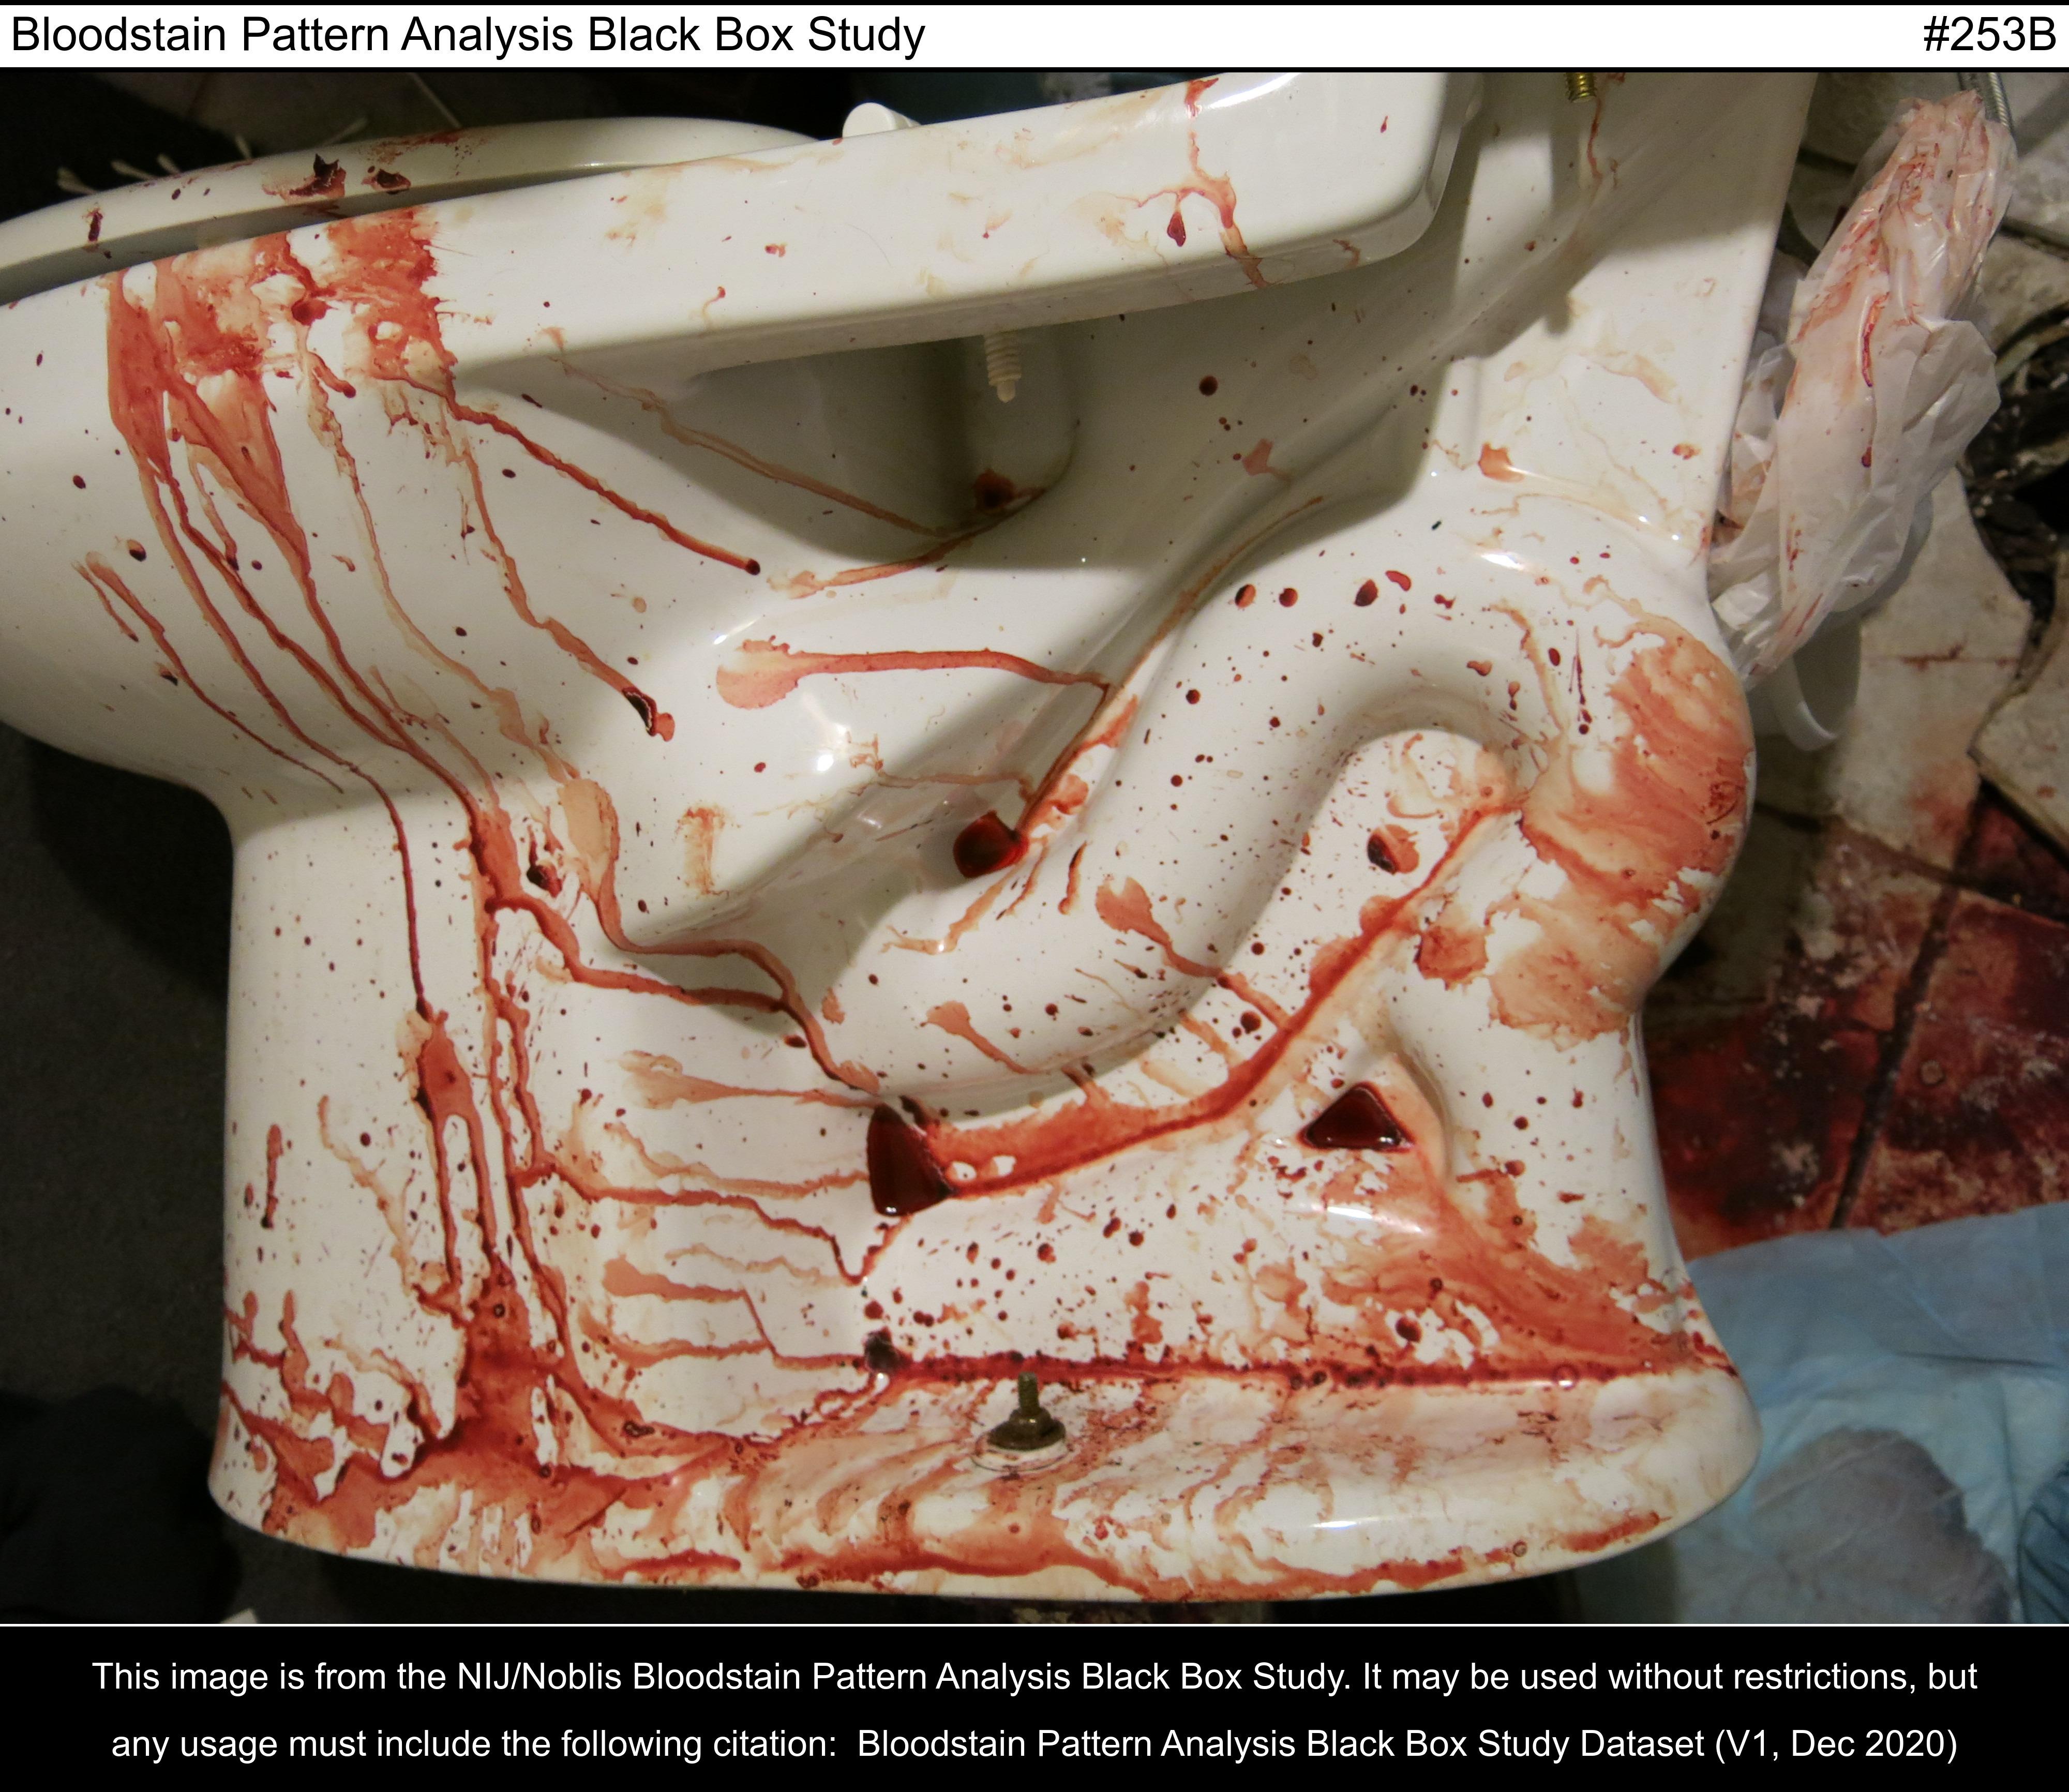 Bloodstain Pattern Analysis Black Box Study #253B
This image is from the NIJ/Noblis Bloodstain Pattern Analysis Black Box Study. It may be used without restrictions, but
any usage must include the following citation:  Bloodstain Pattern Analysis Black Box Study Dataset (V1, Dec 2020)